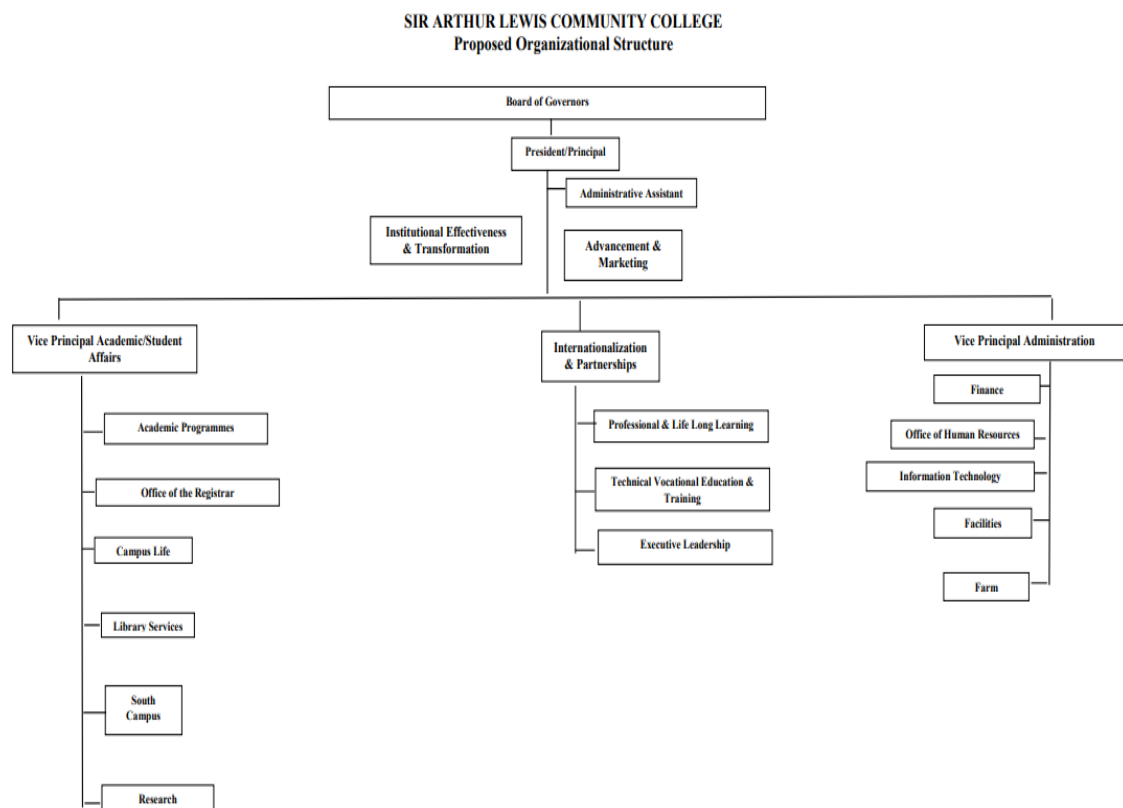 SIR ARTHUR LEWIS COMMUNITY COLLEGE
Proposed Organizational Structure
Board of Governors
President/Principal
Administrative Assistant
Institutional Effectiveness
& Transformation
Advancement &
Marketing
Vice Principal Academic/Student
Affairs
Academic Programmes
Office of the Registrar
Campus Life
Library Services
South
Campus
Research
Internationalization
& Partnerships
Professional & Life Long Learning
Technical Vocational Education &
Training
Executive Leadership
Vice Principal Administration
Finance
Office of Human Resources
Information Technology
Facilities
Farm